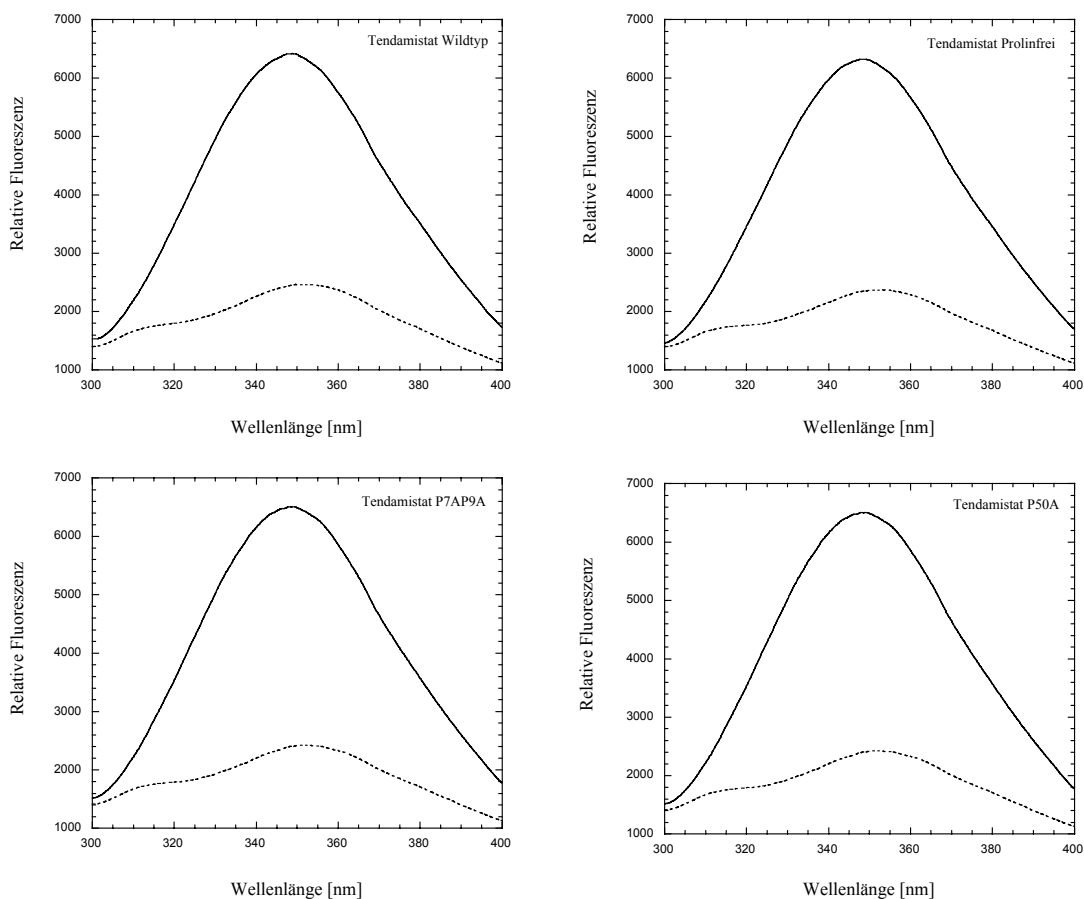 Tendamistat Wildtyp
Relative Fluoreszenz
7000
6000
5000
4000
3000
2000
1000
300 320 340 360 380 400
Wellenlänge [nm]
Tendamistat Prolinfrei
Relative Fluoreszenz
7000
6000
5000
4000
3000
2000
1000
300 320 340 360 380 400
Wellenlänge [nm]
Tendamistat P7AP9A
Relative Fluoreszenz
7000
6000
5000
4000
3000
2000
1000
300 320 340 360 380 400
Wellenlänge [nm]
Tendamistat P50A
Relative Fluoreszenz
7000
6000
5000
4000
3000
2000
1000
300 320 340 360 380 400
Wellenlänge [nm]